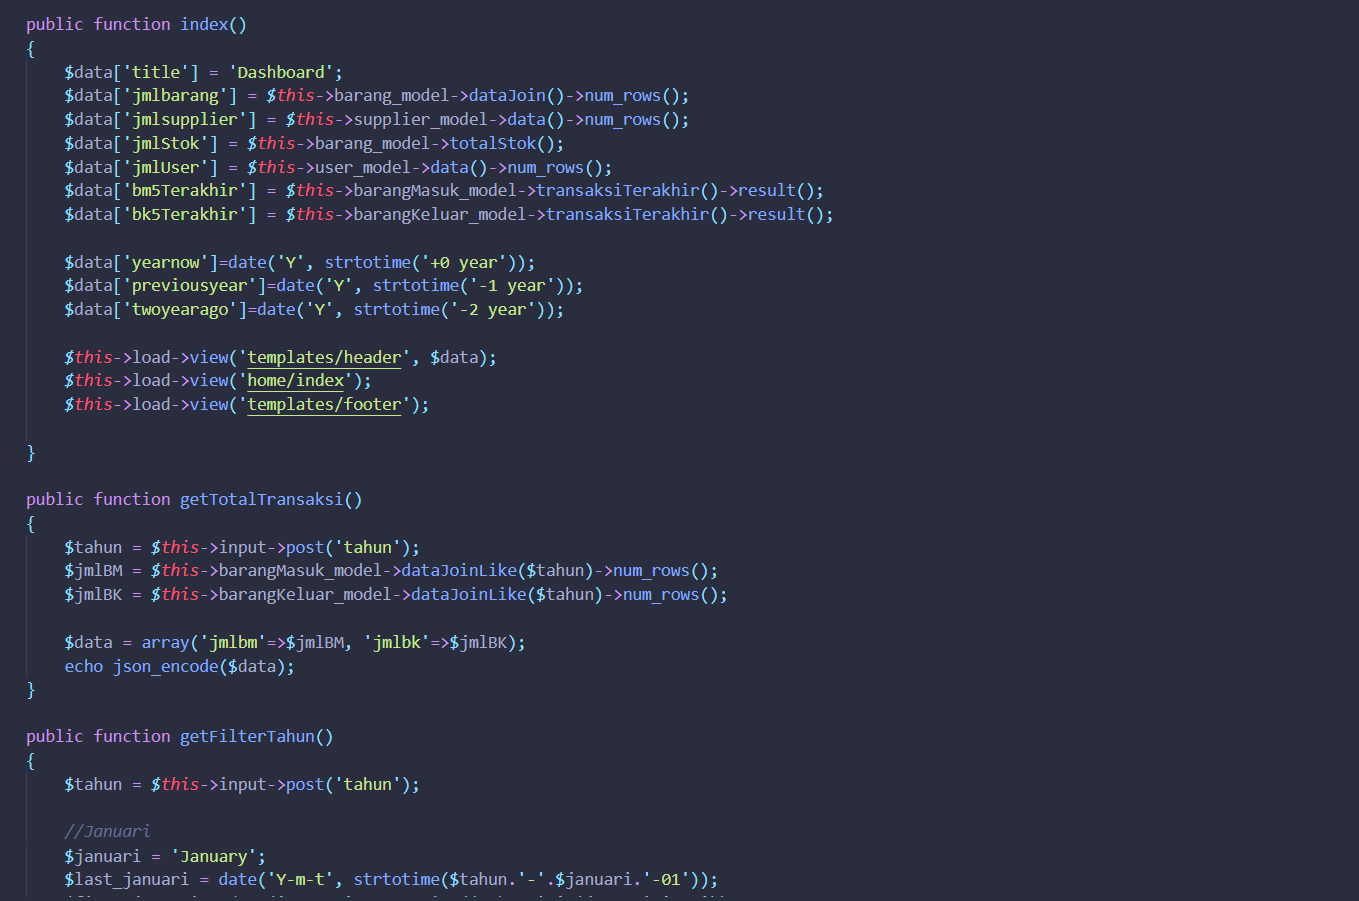 public function index()
{
$data['title'] = 'Dashboard';
$data['jmlbarang'] = $this->barang_model->dataJoin()->num_rows();
$data['jmlsupplier'] = $this->supplier_model->data()->num_rows();
$data['jmlStok'] = $this->barang_model->totalStok();
$data['jmlUser'] = $this->user_model->data()->num_rows();
$data['bm5Terakhir'] = $this->barangMasuk_model->transaksiTerakhir()->result();
$data['bk5Terakhir'] = $this->barangKeluar_model->transaksiTerakhir()->result();
$data['yearnow']=date('Y', strtotime('+0 year'));
$data['previousyear']=date('Y', strtotime('-1 year'));
$data['twoyearago']=date('Y', strtotime('-2 year'));
$this->load->view('templates/header', $data);
$this->load->view('home/index');
$this->load->view('templates/footer');
}
public function getTotalTransaksi()
{
$tahun = $this->input->post('tahun');
$jmlBM = $this->barangMasuk_model->dataJoinLike($tahun)->num_rows();
$jmlBK = $this->barangKeluar_model->dataJoinLike($tahun)->num_rows();
$data = array('jmlbm'=>$jmlBM, 'jmlbk'=>$jmlBK);
echo json_encode($data);
}
public function getFilterTahun()
{
$tahun = $this->input->post('tahun');
//Januari
$januari = 'January';
$last_januari = date('Y-m-t', strtotime($tahun.'-'.$januari.'-01'));